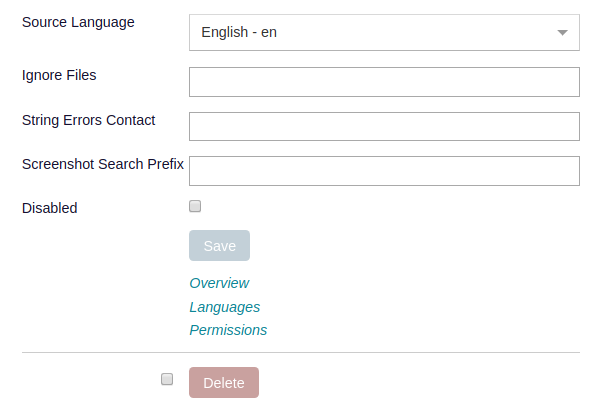 Source Language
English - en
Ignore Files
String Errors Contact
Screenshot Search Prefix
Disabled
Save
Overview
Languages
Permissions
Delete